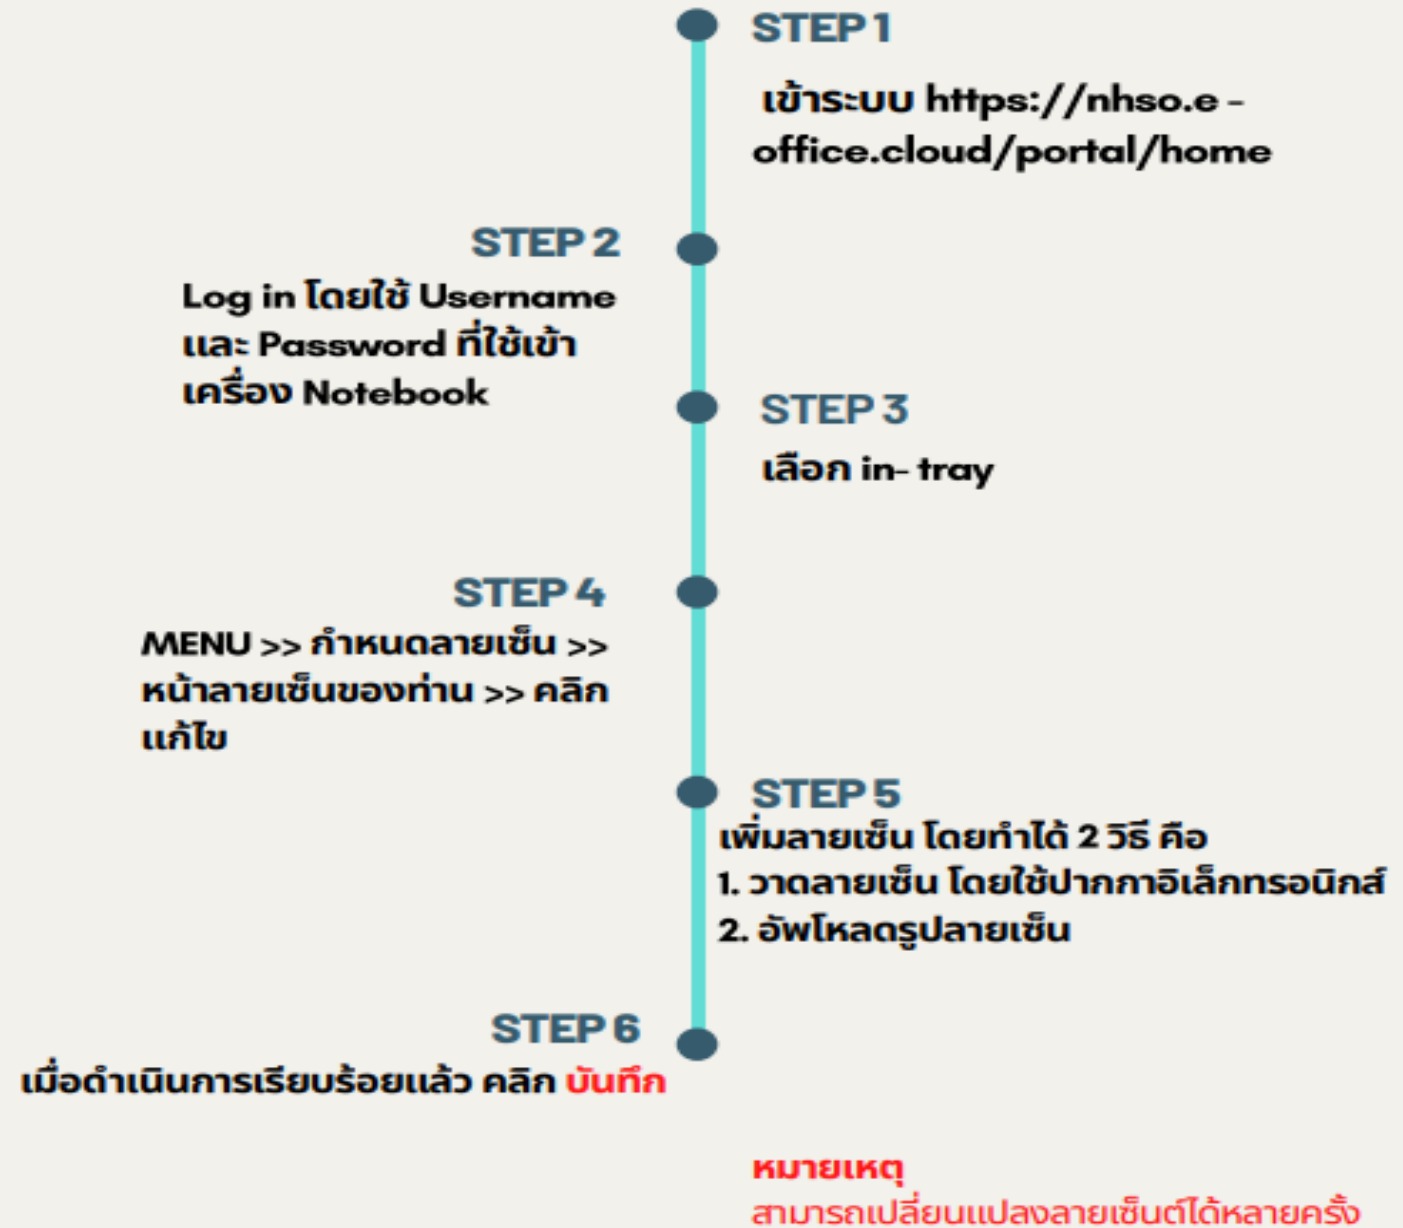 STEP 1
เข้าระบบ https://nhso.e -
office.cloud/portal/home
STEP 2
Log in โดยใช้ Username
และ Password ที่ใช้เข้า
เครื่อง Notebook
STEP 3
เลือก in- tray
STEP 4
MENU >> กำหนดลายเซ็น >>
หน้าลายเซ็นของท่าน >> คลิก
แก้ไข
STEP 5
เพิ่มลายเซ็น โดยทำได้ 2 วิธี คือ
1. วาดลายเซ็น โดยใช้ปากกาอิเล็กทรอนิกส์
2. อัพโหลดรูปลายเซ็น
STEP 6
เมื่อดำเนินการเรียบร้อยแล้ว คลิก บันทึก
หมายเหตุ
สามารถเปลี่ยนแปลงลายเซ็นต์ได้หลายครั้ง